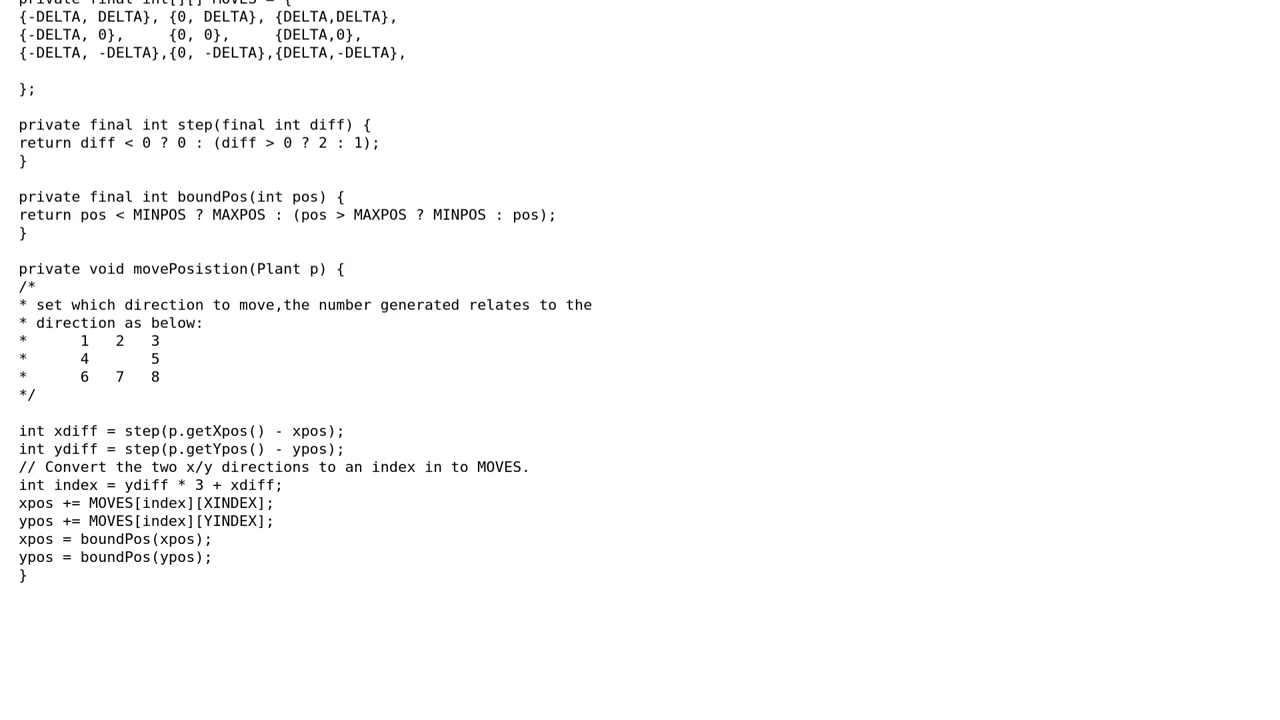 private final int[][] MOVES = {
{-DELTA, DELTA}, {0, DELTA}, {DELTA,DELTA},
{-DELTA, 0},     {0, 0},     {DELTA,0},
{-DELTA, -DELTA},{0, -DELTA},{DELTA,-DELTA},

};

private final int step(final int diff) {
return diff < 0 ? 0 : (diff > 0 ? 2 : 1);
}

private final int boundPos(int pos) {
return pos < MINPOS ? MAXPOS : (pos > MAXPOS ? MINPOS : pos);
}

private void movePosistion(Plant p) {
/*
* set which direction to move,the number generated relates to the
* direction as below:
*      1   2   3
*      4       5
*      6   7   8
*/

int xdiff = step(p.getXpos() - xpos);
int ydiff = step(p.getYpos() - ypos);
// Convert the two x/y directions to an index in to MOVES.
int index = ydiff * 3 + xdiff;
xpos += MOVES[index][XINDEX];
ypos += MOVES[index][YINDEX];
xpos = boundPos(xpos);
ypos = boundPos(ypos);
}